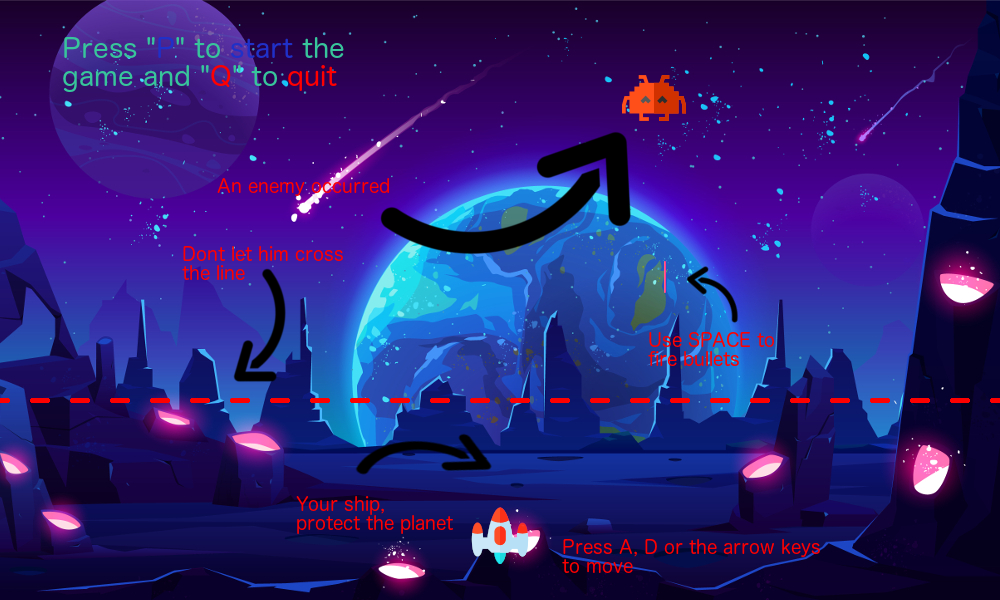 Press "P" to start the
game and "Q" to quit
An enemy occurred
Dont let him cross
the line
Use SPACE to
fire bullets
Your ship,
protect the planet
Press A, D or the arrow keys
to move